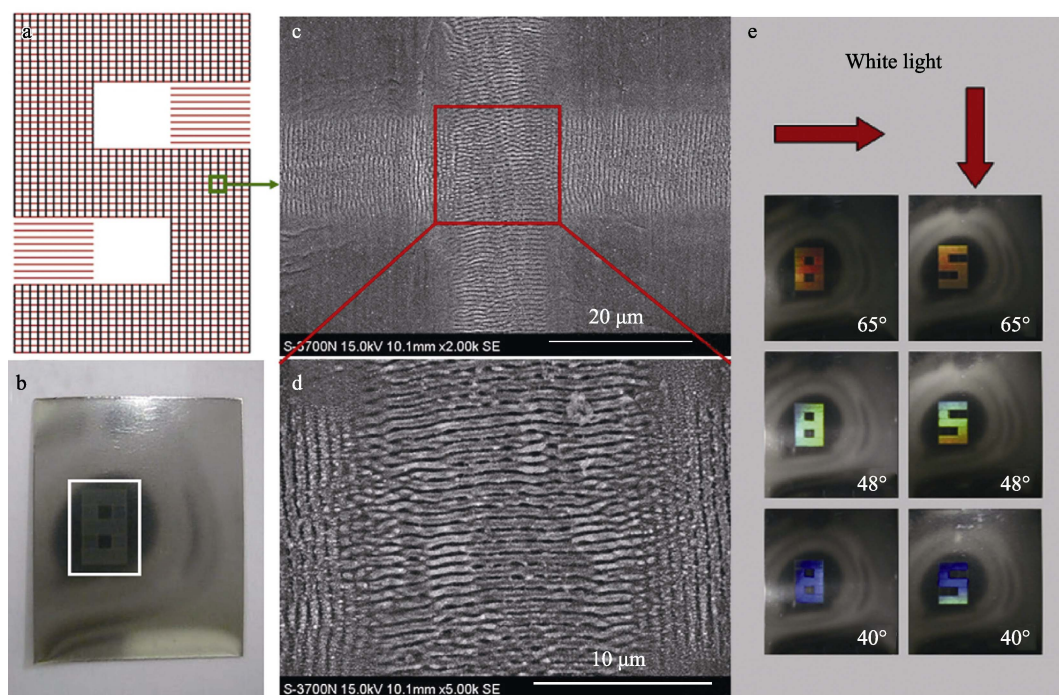 a
b
c
20 µm
S-3700N 15.0kV 10.1mm x2.00k SE
d
10 µm
S-3700N 15.0kV 10.1mm x5.00k SE
e
White light
65°
65°
48°
48°
40°
40°